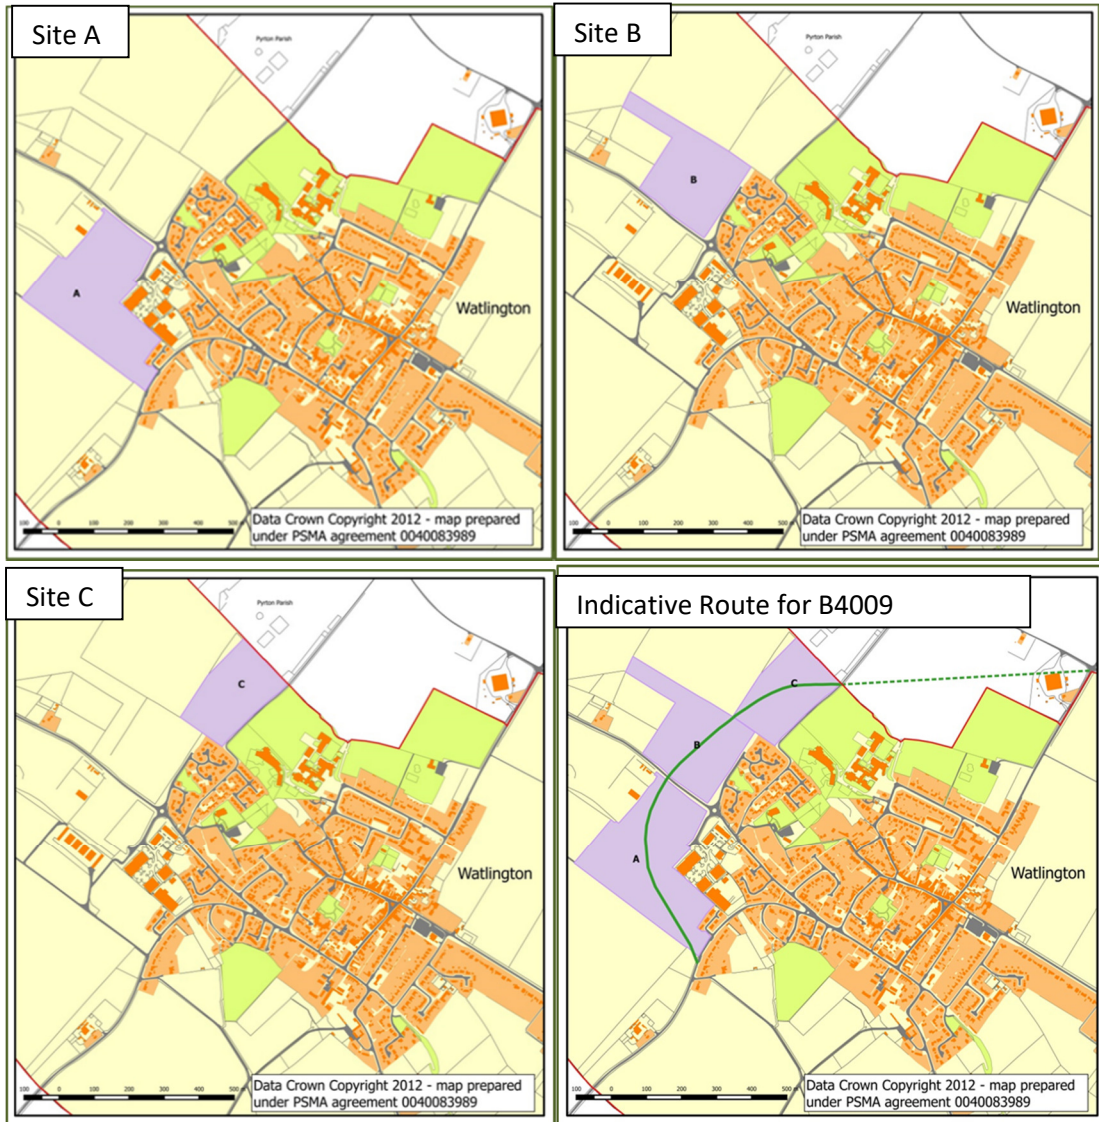 Site A
Pyrton Parish
A
Watlington
100 0 100 200 300 400 500 m
Data Crown Copyright 2012 - map prepared
under PSMA agreement 0040083989
Site B
Pyrton Parish
B
Watlington
100 0 100 200 300 400 500 m
Data Crown Copyright 2012 - map prepared
under PSMA agreement 0040083989
Site C
Pyrton Parish
C
Watlington
100 0 100 200 300 400 500 m
Data Crown Copyright 2012 - map prepared
under PSMA agreement 0040083989
Indicative Route for B4009
C
B
A
Watlington
100 0 100 200 300 400 500 m
Data Crown Copyright 2012 - map prepared
under PSMA agreement 0040083989